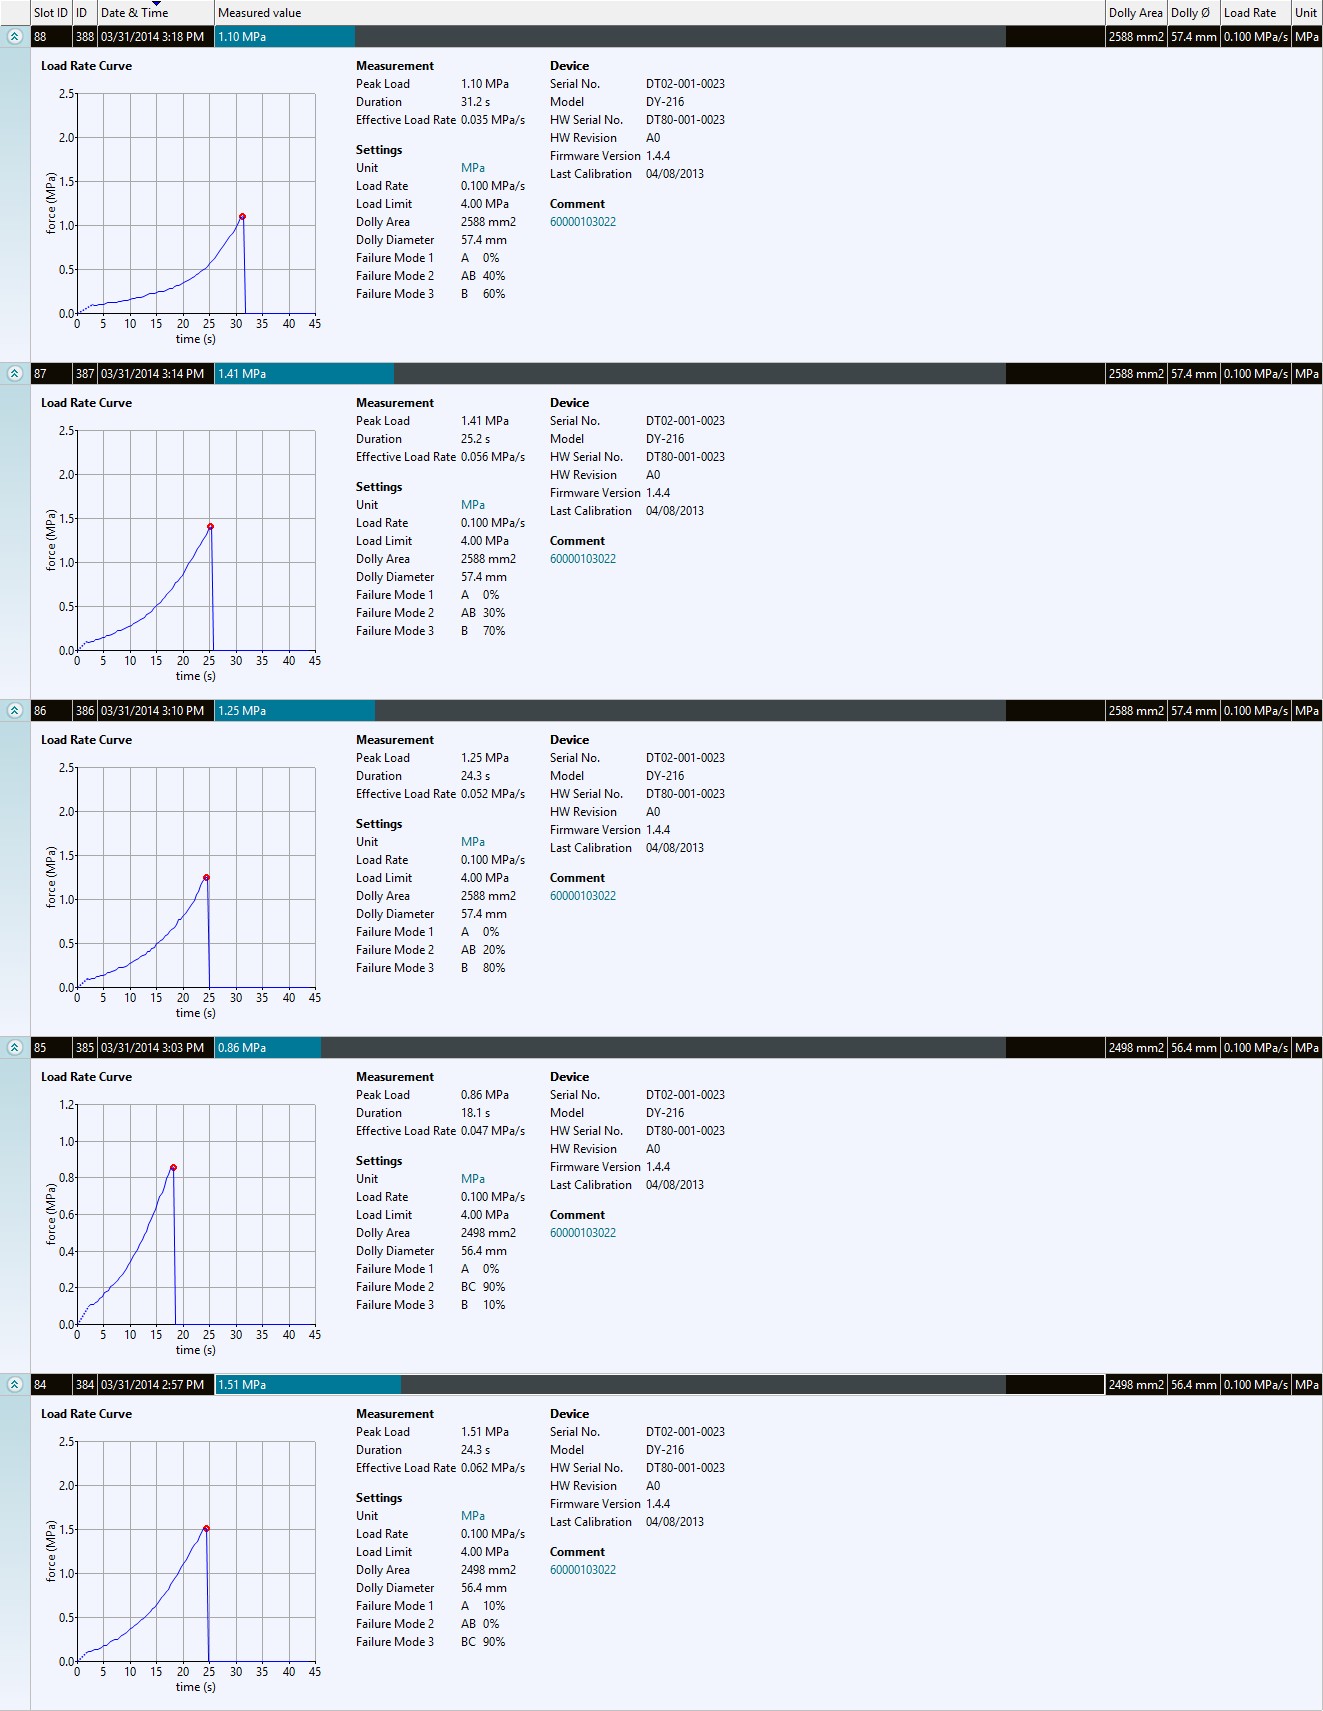 Slot ID ID Date & Time Measured value Dolly Area Dolly Ø Load Rate Unit
88 388 03/31/2014 3:18 PM 1.10 MPa 2588 mm2 57.4 mm 0.100 MPa/s MPa
Load Rate Curve Measurement Device
Peak Load 1.10 MPa Serial No. DT02-001-0023
2.5 Duration 31.2 s Model DY-216
Effective Load Rate 0.035 MPa/s HW Serial No. DT80-001-0023
2.0 HW Revision A0
Settings Firmware Version 1.4.4
1.5 Unit MPa Last Calibration 04/08/2013
force (MPa) Load Rate 0.100 MPa/s
Load Limit 4.00 MPa Comment
1.0 Dolly Area 2588 mm2 60000103022
Dolly Diameter 57.4 mm
Failure Mode 1 A 0%
0.5 Failure Mode 2 AB 40%
Failure Mode 3 B 60%
0.0
0 5 10 15 20 25 30 35 40 45
time (s)
87 387 03/31/2014 3:14 PM 1.41 MPa 2588 mm2 57.4 mm 0.100 MPa/s MPa
Load Rate Curve Measurement Device
Peak Load 1.41 MPa Serial No. DT02-001-0023
2.5 Duration 25.2 s Model DY-216
Effective Load Rate 0.056 MPa/s HW Serial No. DT80-001-0023
2.0 HW Revision A0
Settings Firmware Version 1.4.4
1.5 Unit MPa Last Calibration 04/08/2013
force (MPa) Load Rate 0.100 MPa/s
Load Limit 4.00 MPa Comment
1.0 Dolly Area 2588 mm2 60000103022
Dolly Diameter 57.4 mm
Failure Mode 1 A 0%
0.5 Failure Mode 2 AB 30%
Failure Mode 3 B 70%
0.0
0 5 10 15 20 25 30 35 40 45
time (s)
86 386 03/31/2014 3:10 PM 1.25 MPa 2588 mm2 57.4 mm 0.100 MPa/s MPa
Load Rate Curve Measurement Device
Peak Load 1.25 MPa Serial No. DT02-001-0023
2.5 Duration 24.3 s Model DY-216
Effective Load Rate 0.052 MPa/s HW Serial No. DT80-001-0023
2.0 HW Revision A0
Settings Firmware Version 1.4.4
1.5 Unit MPa Last Calibration 04/08/2013
force (MPa) Load Rate 0.100 MPa/s
Load Limit 4.00 MPa Comment
1.0 Dolly Area 2588 mm2 60000103022
Dolly Diameter 57.4 mm
Failure Mode 1 A 0%
0.5 Failure Mode 2 AB 20%
Failure Mode 3 B 80%
0.0
0 5 10 15 20 25 30 35 40 45
time (s)
85 385 03/31/2014 3:03 PM 0.86 MPa 2498 mm2 56.4 mm 0.100 MPa/s MPa
Load Rate Curve Measurement Device
Peak Load 0.86 MPa Serial No. DT02-001-0023
1.2 Duration 18.1 s Model DY-216
Effective Load Rate 0.047 MPa/s HW Serial No. DT80-001-0023
1.0 HW Revision A0
Settings Firmware Version 1.4.4
0.8 Unit MPa Last Calibration 04/08/2013
force (MPa) Load Rate 0.100 MPa/s
0.6 Load Limit 4.00 MPa Comment
Dolly Area 2498 mm2 60000103022
0.4 Dolly Diameter 56.4 mm
Failure Mode 1 A 0%
0.2 Failure Mode 2 BC 90%
Failure Mode 3 B 10%
0.0
0 5 10 15 20 25 30 35 40 45
time (s)
84 384 03/31/2014 2:57 PM 1.51 MPa 2498 mm2 56.4 mm 0.100 MPa/s MPa
Load Rate Curve Measurement Device
Peak Load 1.51 MPa Serial No. DT02-001-0023
2.5 Duration 24.3 s Model DY-216
Effective Load Rate 0.062 MPa/s HW Serial No. DT80-001-0023
2.0 HW Revision A0
Settings Firmware Version 1.4.4
1.5 Unit MPa Last Calibration 04/08/2013
force (MPa) Load Rate 0.100 MPa/s
Load Limit 4.00 MPa Comment
1.0 Dolly Area 2498 mm2 60000103022
Dolly Diameter 56.4 mm
Failure Mode 1 A 10%
0.5 Failure Mode 2 AB 0%
Failure Mode 3 BC 90%
0.0
0 5 10 15 20 25 30 35 40 45
time (s)